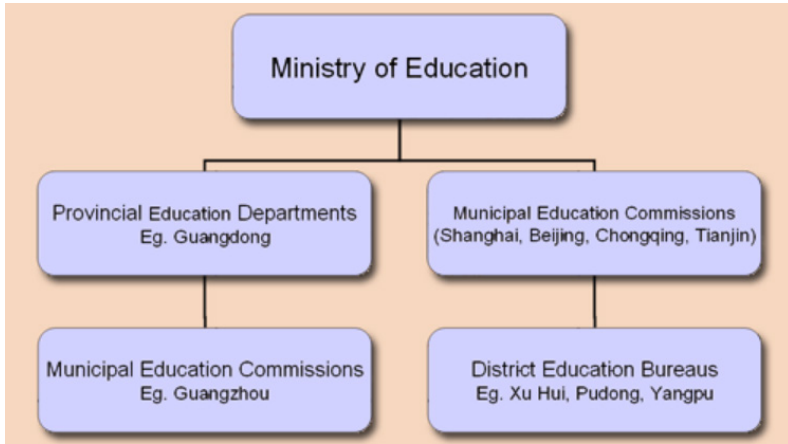 Ministry of Education
Provincial Education Departments
Eg. Guangdong
Municipal Education Commissions
(Shanghai, Beijing, Chongqing, Tianjin)
Municipal Education Commissions
Eg. Guangzhou
District Education Bureaus
Eg. Xu Hui, Pudong, Yangpu